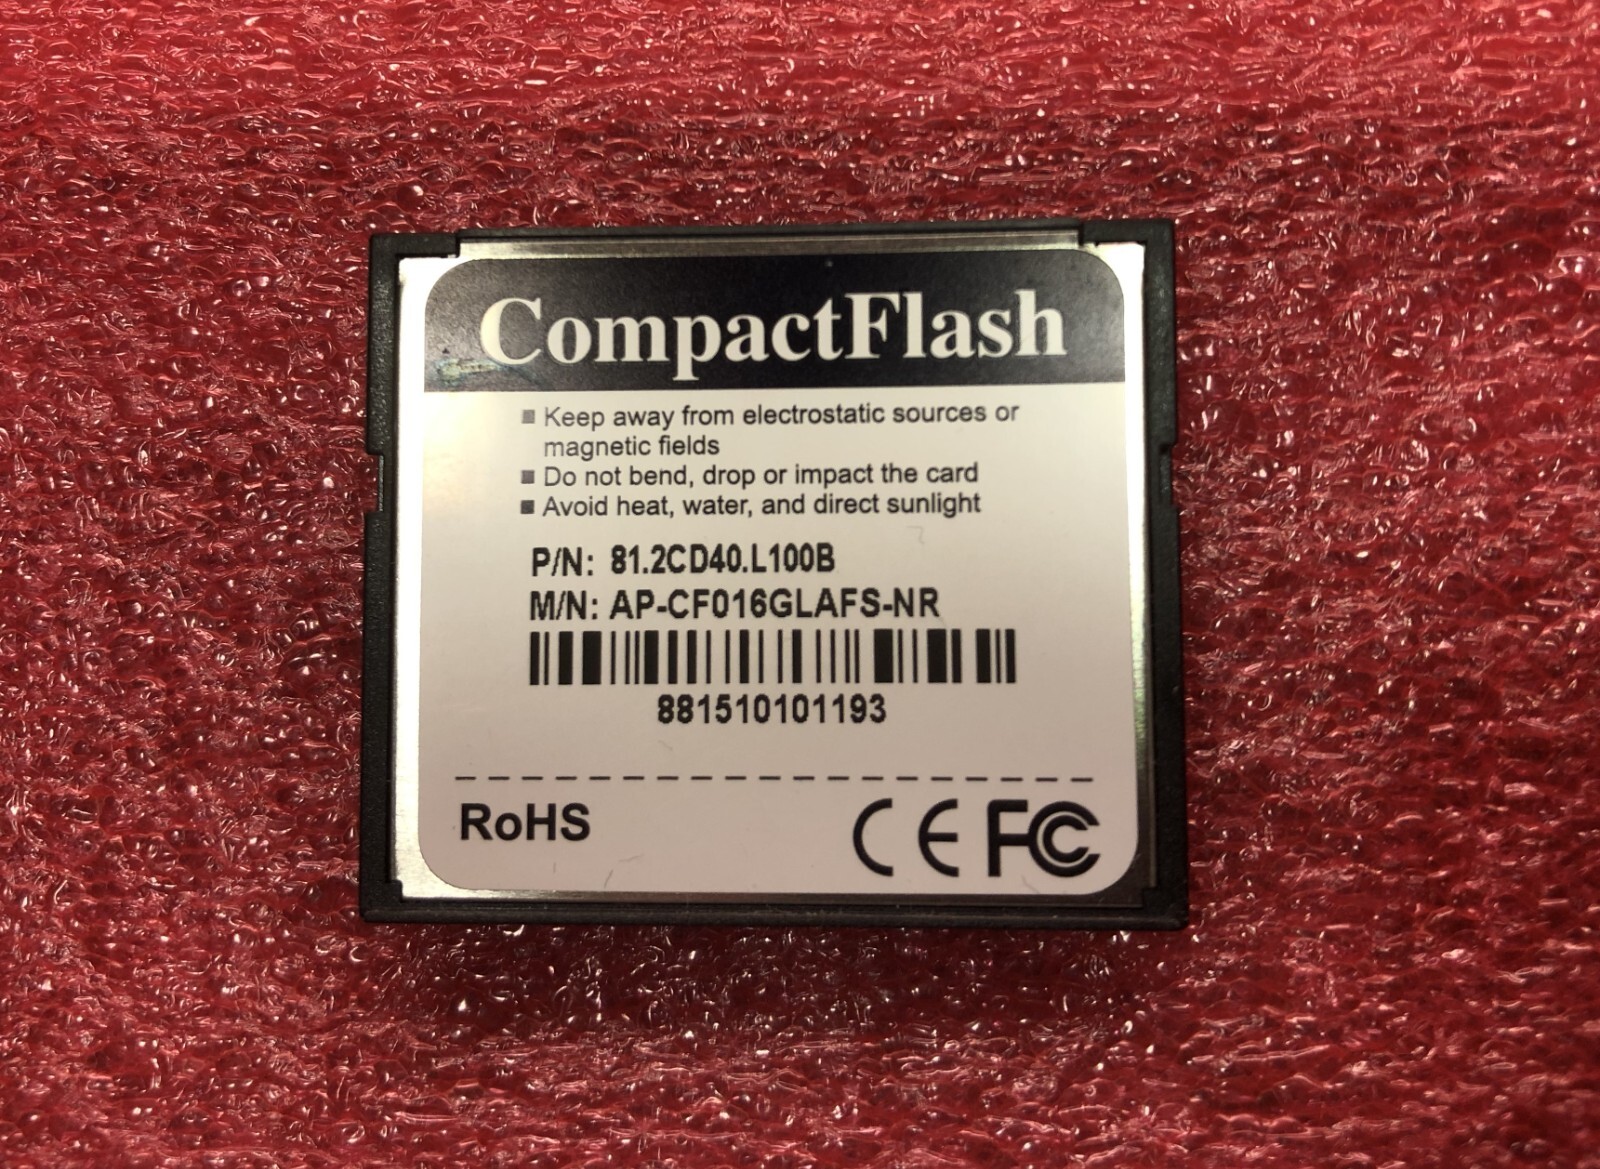 CompactFlash
■ Keep away from electrostatic sources or
magnetic fields
■ Do not bend, drop or impact the card
■ Avoid heat, water, and direct sunlight
P/N: 81.2CD40.L100B
M/N: AP-CF016GLAFS-NR
881510101193
RoHS CE FC